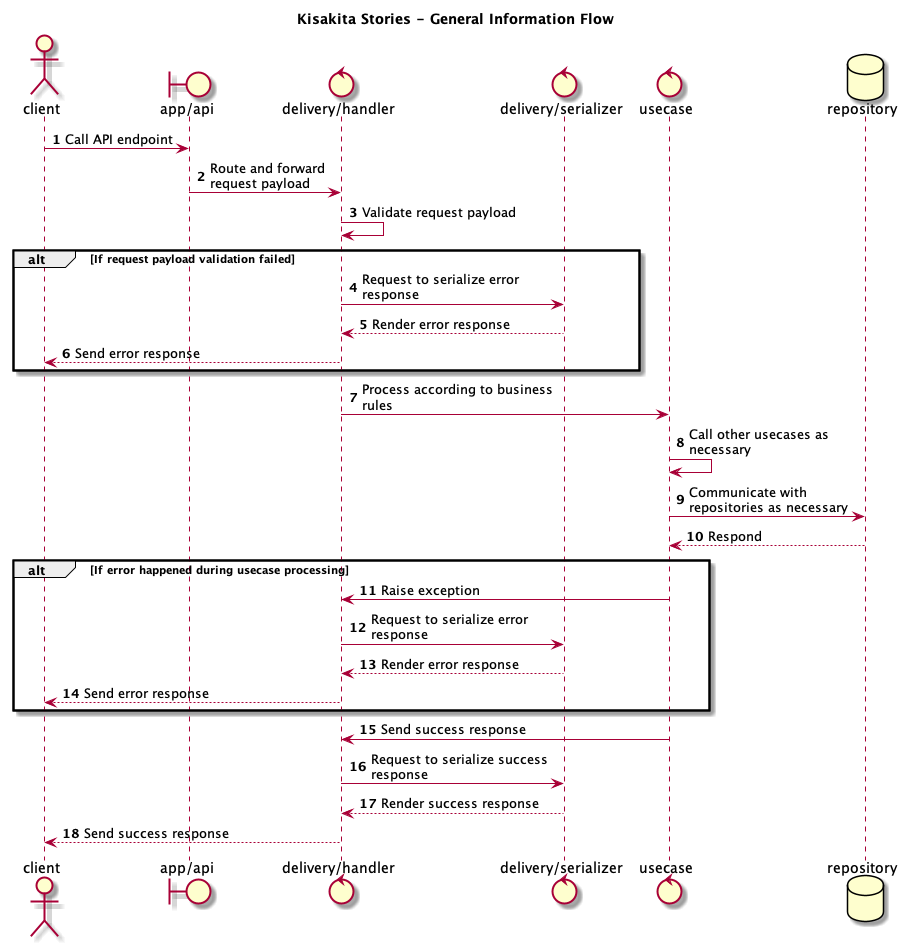 Kisakita Stories - General Information Flow
client app/api delivery/handler delivery/serializer usecase repository
1 Call API endpoint
2 Route and forward
request payload
3 Validate request payload
alt [If request payload validation failed]
4 Request to serialize error
response
5 Render error response
6 Send error response
7 Process according to business
rules
8 Call other usecases as
necessary
9 Communicate with
repositories as necessary
10 Respond
alt [If error happened during usecase processing]
11 Raise exception
12 Request to serialize error
response
13 Render error response
14 Send error response
15 Send success response
16 Request to serialize success
response
17 Render success response
18 Send success response
client app/api delivery/handler delivery/serializer usecase repository